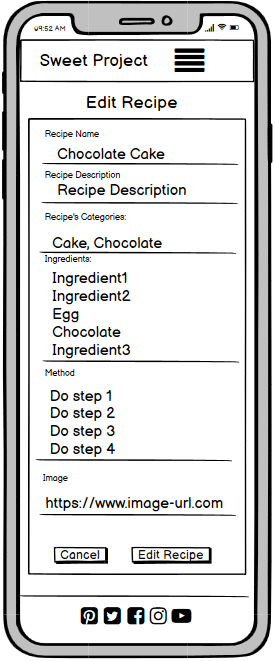 09:52 AM
Sweet Project
Edit Recipe
Recipe Name
Chocolate Cake
Recipe Description
Recipe Description
Recipe's Categories:
Cake, Chocolate
Ingredients:
Ingredient1
Ingredient2
Egg
Chocolate
Ingredient3
Method
Do step 1
Do step 2
Do step 3
Do step 4
Image
https://www.image-url.com
Cancel Edit Recipe